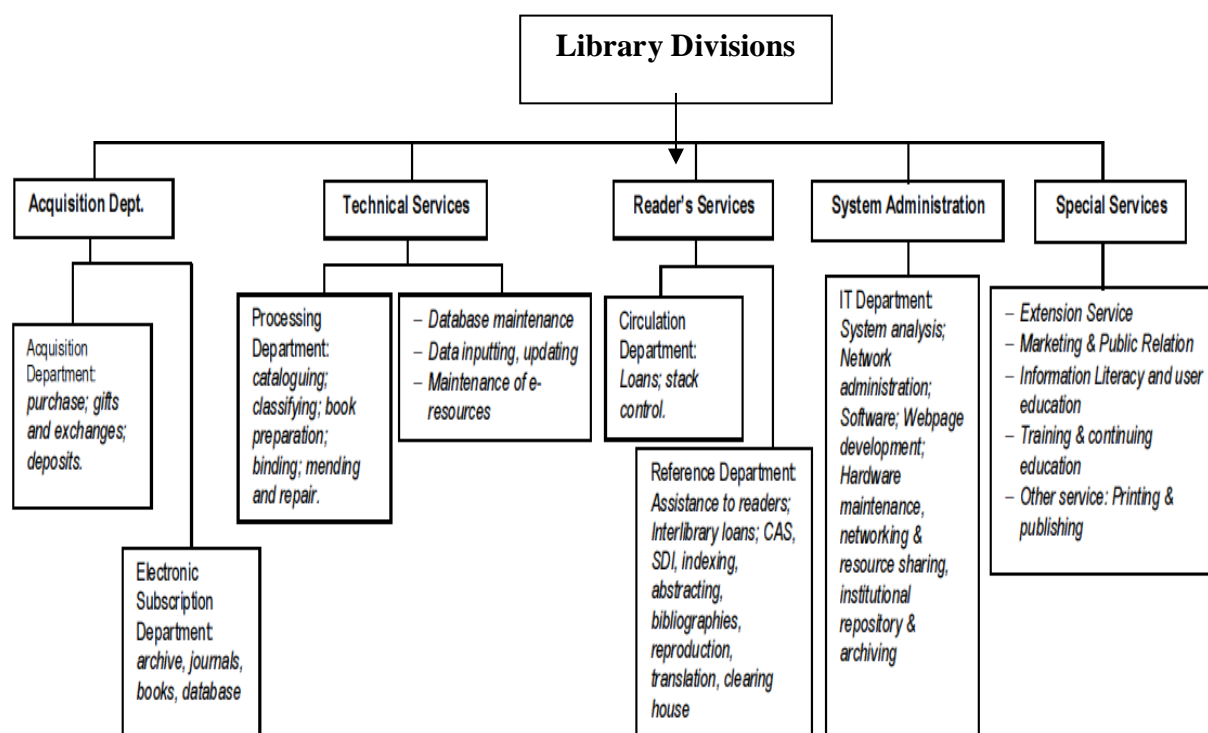 Library Divisions
Acquisition Dept.
Technical Services
Reader's Services
System Administration
Special Services
Acquisition
Department:
purchase; gifts
and exchanges;
deposits.
Electronic
Subscription
Department:
archive, journals,
books, database
Processing
Department:
cataloguing;
classifying; book
preparation;
binding; mending
and repair.
– Database maintenance
– Data inputting, updating
– Maintenance of e-
resources
Circulation
Department:
Loans; stack
control.
Reference Department:
Assistance to readers;
Interlibrary loans; CAS,
SDI, indexing,
abstracting,
bibliographies,
reproduction,
translation, clearing
house
IT Department:
System analysis;
Network
administration;
Software; Webpage
development;
Hardware
maintenance,
networking &
resource sharing,
institutional
repository &
archiving
– Extension Service
– Marketing & Public Relation
– Information Literacy and user
education
– Training & continuing
education
– Other service: Printing &
publishing